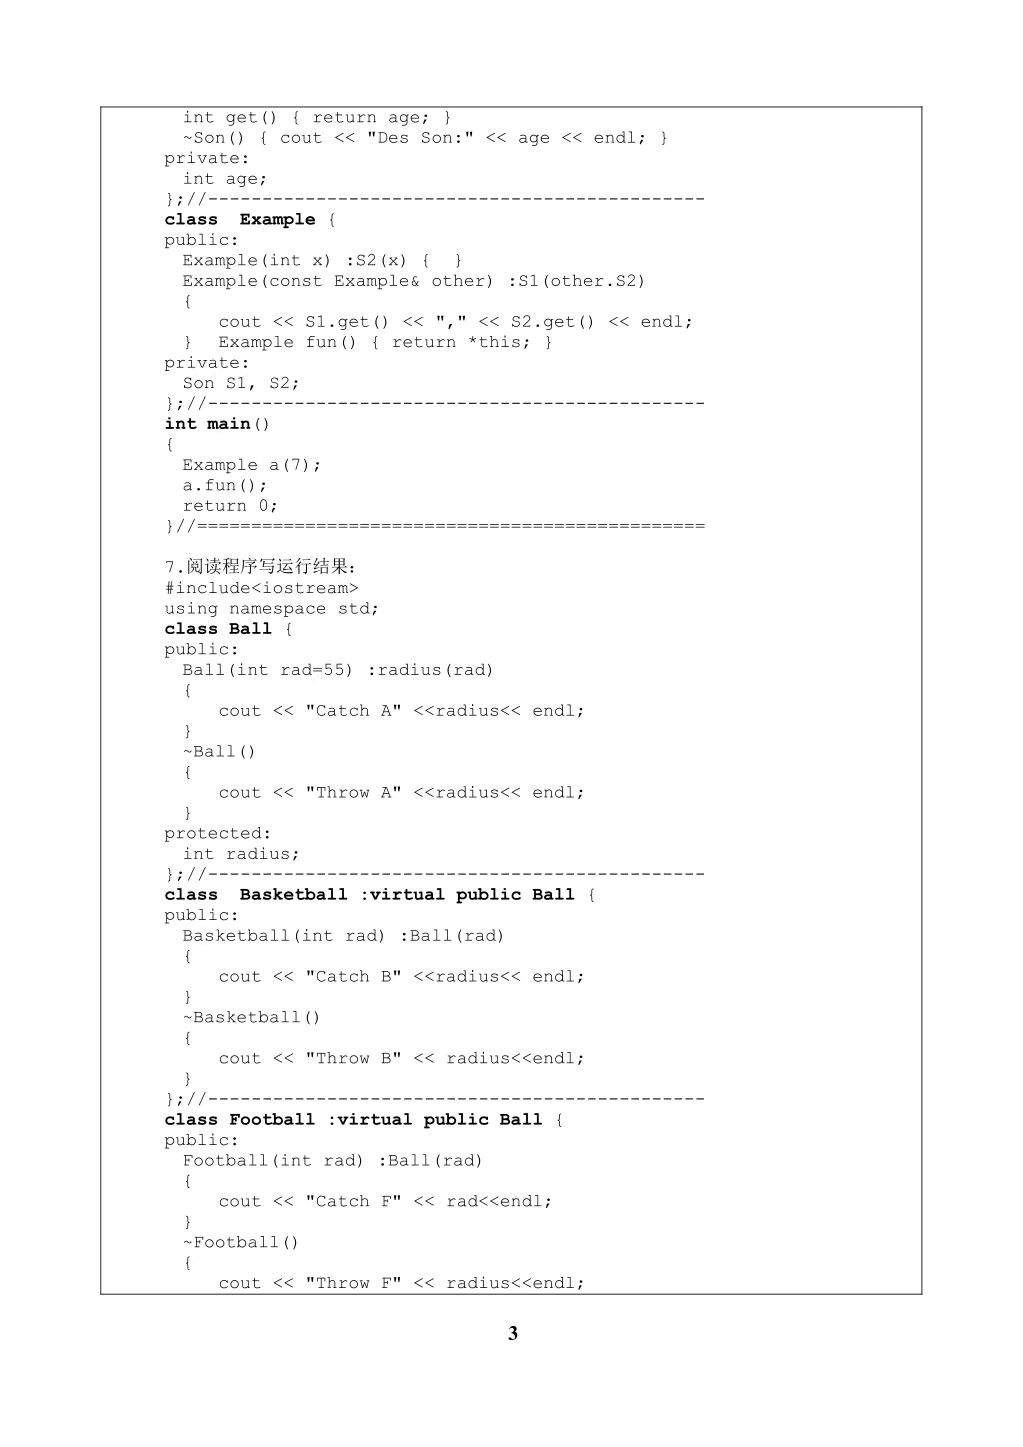 int get() { return age; }
~Son() { cout << "Des Son:" << age << endl; }
private:
int age;
};//----------------------------------------------
class  Example {
public:
Example(int x) :S2(x) {  }
Example(const Example& other) :S1(other.S2)
{
cout << S1.get() << "," << S2.get() << endl;
}  Example fun() { return *this; }
private:
Son S1, S2;
};//----------------------------------------------
int main()
{
Example a(7);
a.fun();
return 0;
}//===============================================
7.阅读程序写运行结果:
#include<iostream>
using namespace std;
class Ball {
public:
Ball(int rad=55) :radius(rad)
{
cout << "Catch A" <<radius<< endl;
}
~Ball()
{
cout << "Throw A" <<radius<< endl;
}
protected:
int radius;
};//----------------------------------------------
class  Basketball :virtual public Ball {
public:
Basketball(int rad) :Ball(rad)
{
cout << "Catch B" <<radius<< endl;
}
~Basketball()
{
cout << "Throw B" << radius<<endl;
}
};//----------------------------------------------
class Football :virtual public Ball {
public:
Football(int rad) :Ball(rad)
{
cout << "Catch F" << rad<<endl;
}
~Football()
{
cout << "Throw F" << radius<<endl;
3